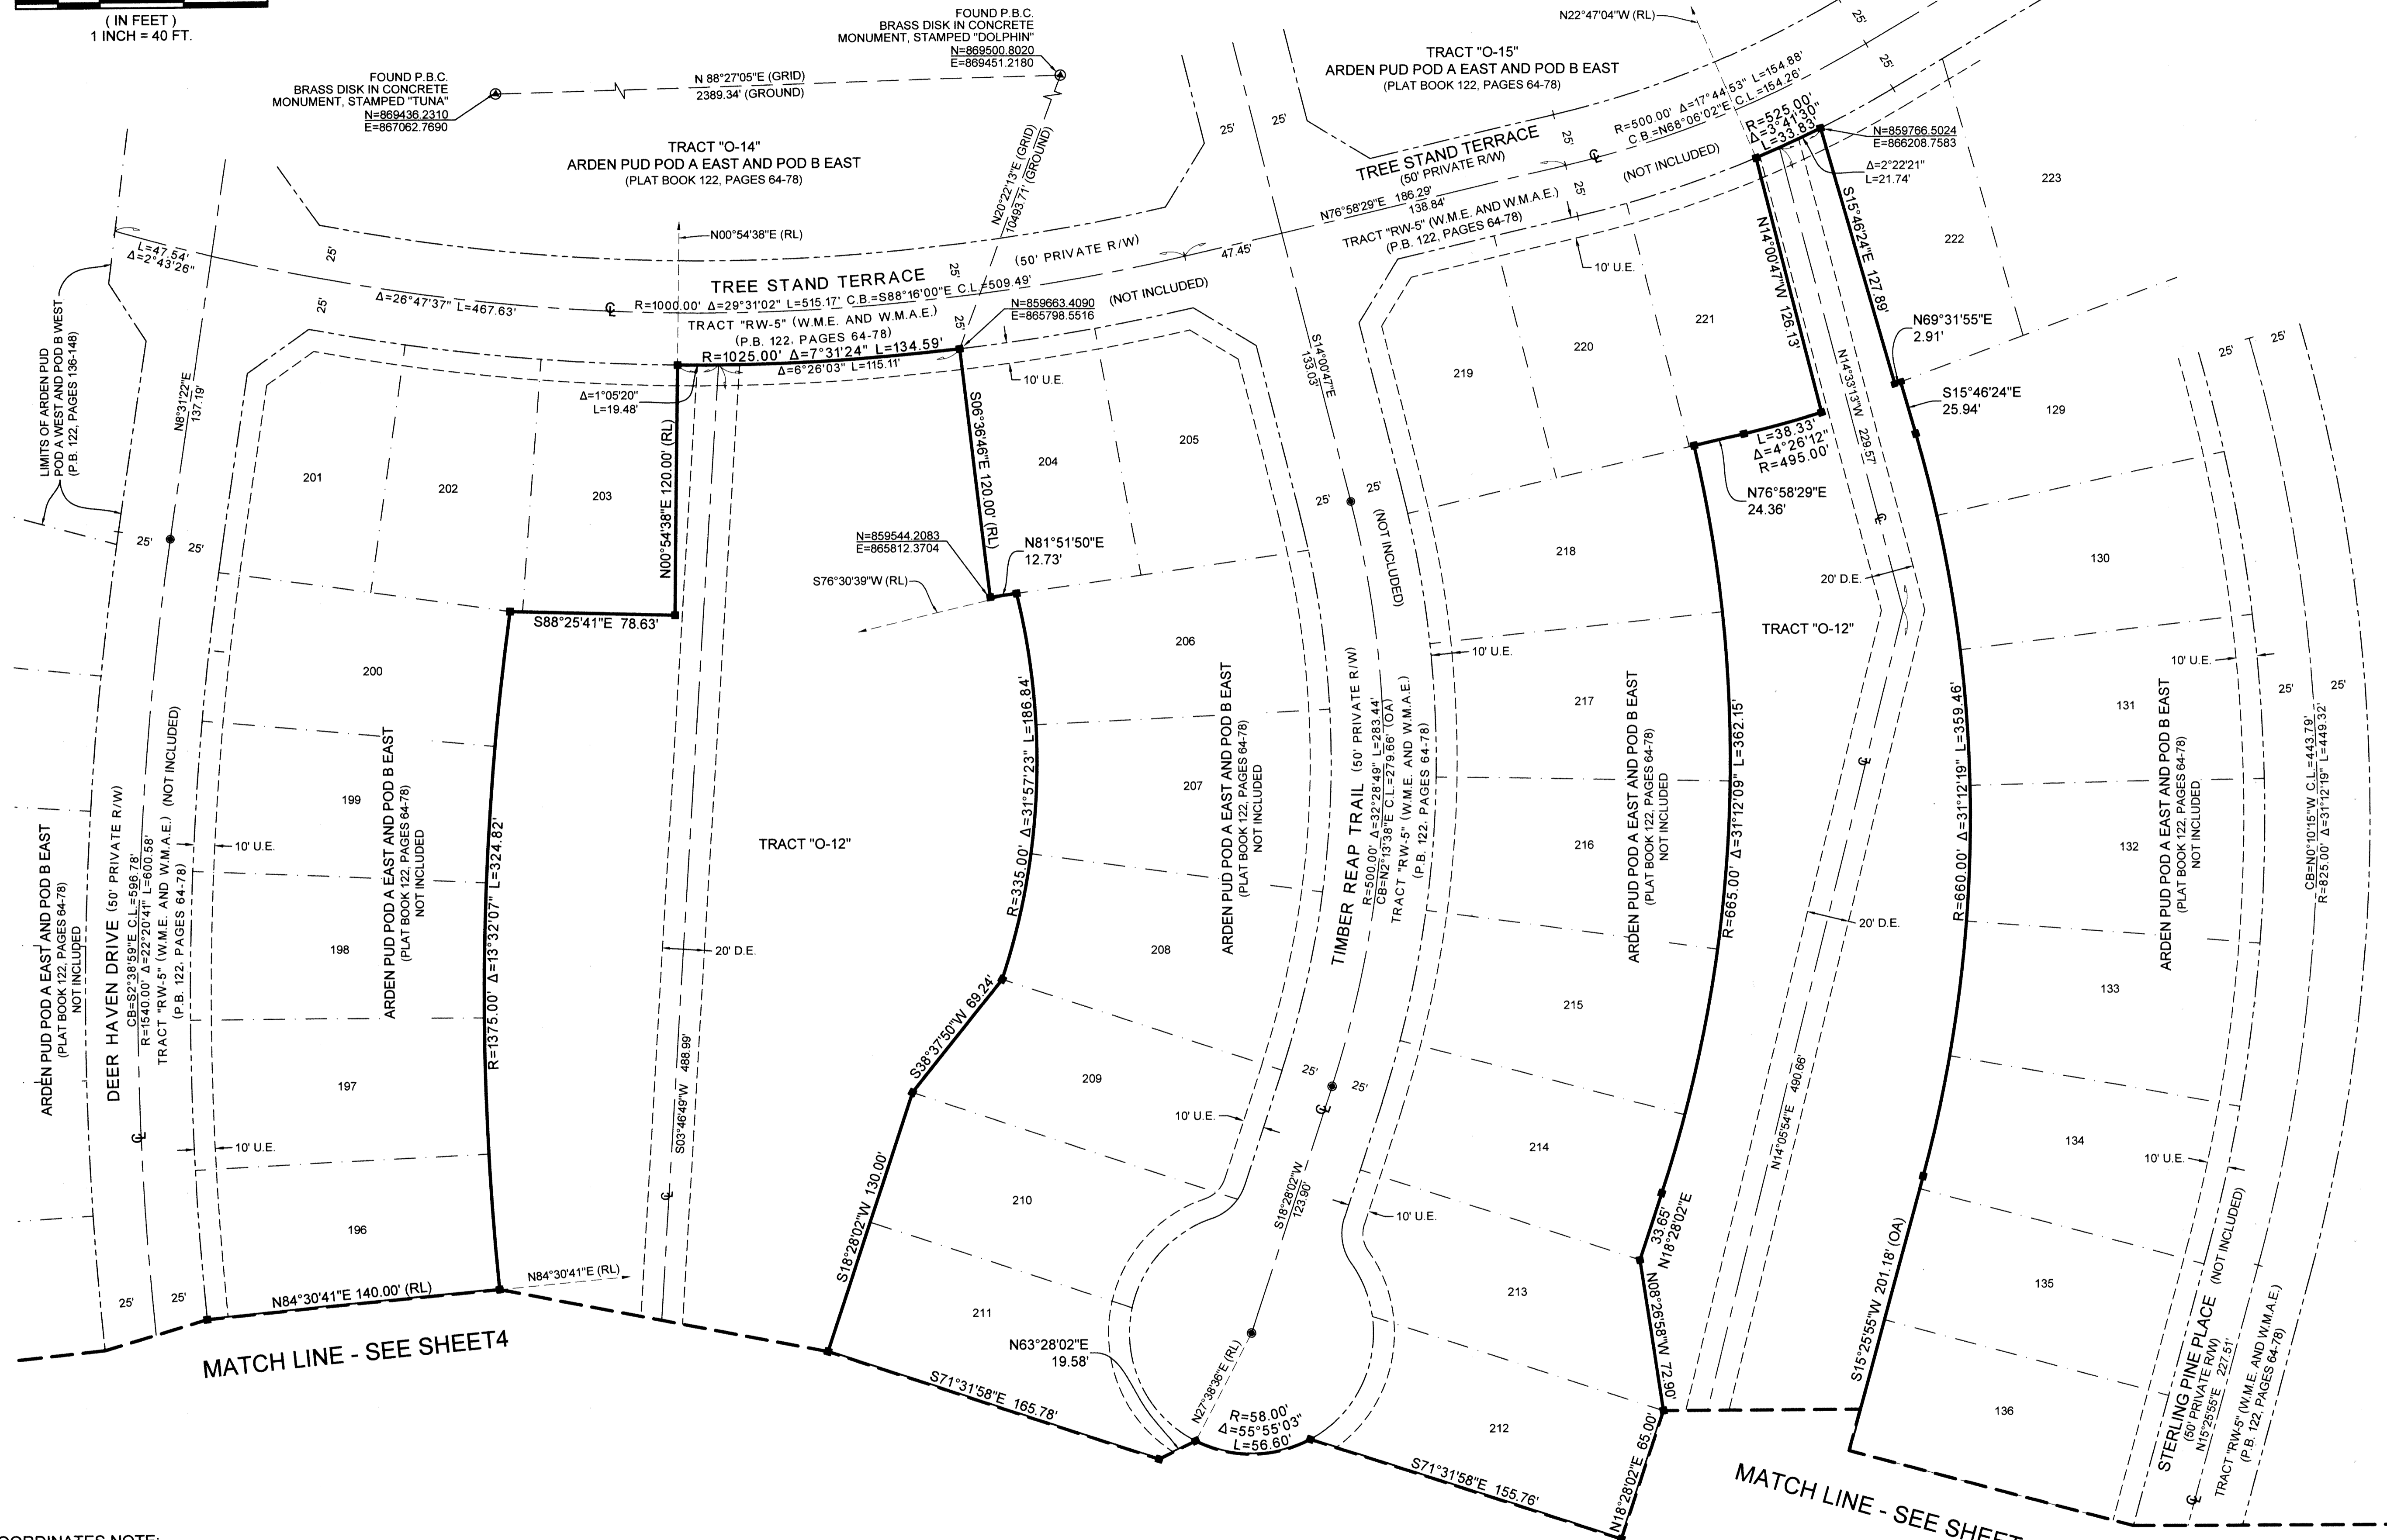 ( IN FEET )
1 INCH = 40 FT.
FOUND P.B.C.
BRASS DISK IN CONCRETE
MONUMENT, STAMPED "TUNA"
N=869436.2310
E=867062.7690
N 88°27'05"E (GRID)
2389.34' (GROUND)
FOUND P.B.C.
BRASS DISK IN CONCRETE
MONUMENT, STAMPED "DOLPHIN"
N=869500.8020
E=869451.2180
N20°22'13"E (GRID)
10493.71' (GROUND)
TRACT "O-14"
ARDEN PUD POD A EAST AND POD B EAST
(PLAT BOOK 122, PAGES 64-78)
TRACT "O-15"
ARDEN PUD POD A EAST AND POD B EAST
(PLAT BOOK 122, PAGES 64-78)
N22°47'04"W (RL)
25'
25'
25'
25'
R=500.00' Δ=17°44'53" L=154.88'
C.B.=N68°06'02"E C.L.=154.26'
TREE STAND TERRACE
(50' PRIVATE R/W)
25'
25'
(NOT INCLUDED)
N76°58'29"E 186.29'
138.84'
TRACT "RW-5" (W.M.E. AND W.M.A.E.)
(P.B. 122, PAGES 64-78)
R=525.00'
Δ=3°41'30"
L=33.83'
N=859766.5024
E=866208.7583
Δ=2°22'21"
L=21.74'
223
222
221
220
219
10' U.E.
N14°00'47"W 126.13'
S15°46'24"E 127.89'
N14°33'13"W 229.57'
N69°31'55"E
2.91'
S15°46'24"E
25.94'
129
L=38.33'
Δ=4°26'12"
R=495.00'
N76°58'29"E
24.36'
L=47.54'
Δ=2°43'26"
25'
25'
Δ=26°47'37" L=467.63'
N00°54'38"E (RL)
TREE STAND TERRACE
(50' PRIVATE R/W)
25'
47.45'
R=1000.00' Δ=29°31'02" L=515.17' C.B.=S88°16'00"E C.L.=509.49'
TRACT "RW-5" (W.M.E. AND W.M.A.E.)
(P.B. 122, PAGES 64-78)
25'
N=859663.4090
E=865798.5516
(NOT INCLUDED)
R=1025.00' Δ=7°31'24" L=134.59'
Δ=6°26'03" L=115.11'
10' U.E.
Δ=1°05'20"
L=19.48'
LIMITS OF ARDEN PUD
POD A WEST AND POD B WEST
(P.B. 122, PAGES 136-148)
N8°31'22"E
137.19'
25'
25'
201
202
203
N00°54'38"E 120.00' (RL)
S06°36'46"E 120.00' (RL)
204
205
S14°00'47"E
133.03'
25'
25'
(NOT INCLUDED)
N=859544.2083
E=865812.3704
N81°51'50"E
12.73'
S76°30'39"W (RL)
S88°25'41"E 78.63'
200
199
198
197
196
206
207
208
209
210
211
218
217
216
215
214
213
212
130
131
132
133
134
135
136
20' D.E.
TRACT "O-12"
10' U.E.
10' U.E.
25'
25'
TRACT "O-12"
R=1375.00' Δ=13°32'07" L=324.82'
R=335.00' Δ=31°57'23" L=186.84'
R=665.00' Δ=31°12'09" L=362.15'
R=660.00' Δ=31°12'19" L=359.46'
ARDEN PUD POD A EAST AND POD B EAST
(PLAT BOOK 122, PAGES 64-78)
NOT INCLUDED
DEER HAVEN DRIVE (50' PRIVATE R/W)
CB=S2°38'59"E C.L.=596.78'
R=1540.00' Δ=22°20'41" L=600.58'
TRACT "RW-5" (W.M.E. AND W.M.A.E.) (NOT INCLUDED)
(P.B. 122, PAGES 64-78)
10' U.E.
10' U.E.
ARDEN PUD POD A EAST AND POD B EAST
(PLAT BOOK 122, PAGES 64-78)
NOT INCLUDED
20' D.E.
S03°46'49"W 488.99'
ARDEN PUD POD A EAST AND POD B EAST
(PLAT BOOK 122, PAGES 64-78)
NOT INCLUDED
TIMBER REAP TRAIL (50' PRIVATE R/W)
R=500.00' Δ=32°28'49" L=283.44'
CB=N2°13'38"E C.L.=279.66' (OA)
TRACT "RW-5" (W.M.E. AND W.M.A.E.)
(P.B. 122, PAGES 64-78)
ARDEN PUD POD A EAST AND POD B EAST
(PLAT BOOK 122, PAGES 64-78)
NOT INCLUDED
20' D.E.
N14°05'54"E 490.66'
ARDEN PUD POD A EAST AND POD B EAST
(PLAT BOOK 122, PAGES 64-78)
NOT INCLUDED
CB=N0°10'15"W C.L.=443.79'
R=825.00' Δ=31°12'19" L=449.32'
25'
25'
S38°37'50"W 69.24'
S18°28'02"W 130.00'
25'
25'
10' U.E.
10' U.E.
S18°28'02"W
123.90'
33.65'
N18°28'02"E
N08°26'58"W 72.90'
10' U.E.
S15°25'55"W 201.18' (OA)
STERLING PINE PLACE (NOT INCLUDED)
(50' PRIVATE R/W)
N15°25'55"E 227.51'
TRACT "RW-5" (W.M.E. AND W.M.A.E.)
(P.B. 122, PAGES 64-78)
25'
25'
N84°30'41"E 140.00' (RL)
N84°30'41"E (RL)
MATCH LINE - SEE SHEET4
N63°28'02"E
19.58'
N27°38'36"E (RL)
S71°31'58"E 165.78'
R=58.00'
Δ=55°55'03"
L=56.60'
S71°31'58"E 155.76'
N18°28'02"E 65.00'
MATCH LINE - SEE SHEET